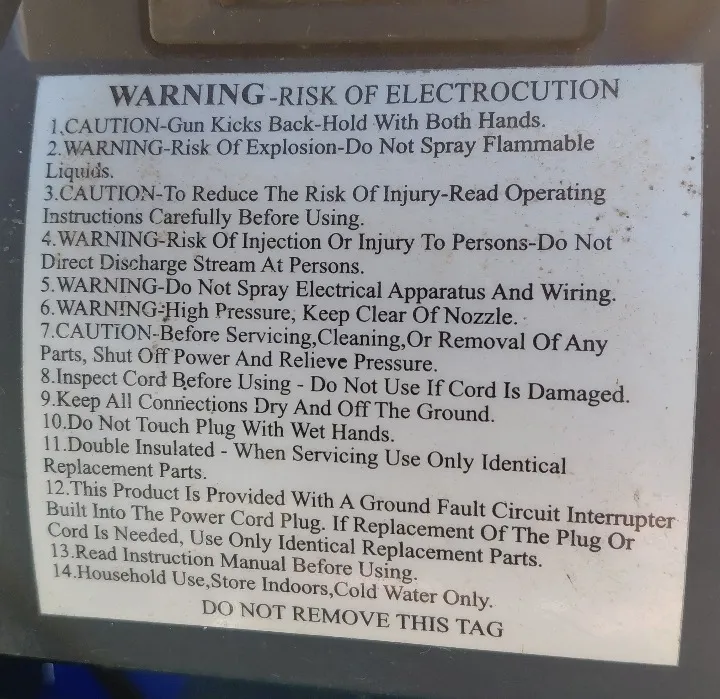 WARNING-RISK OF ELECTROCUTION
1.CAUTION-Gun Kicks Back-Hold With Both Hands.
2.WARNING-Risk Of Explosion-Do Not Spray Flammable
Liquids.
3.CAUTION-To Reduce The Risk Of Injury-Read Operating
Instructions Carefully Before Using.
4.WARNING-Risk Of Injection Or Injury To Persons-Do Not
Direct Discharge Stream At Persons.
5.WARNING-Do Not Spray Electrical Apparatus And Wiring.
6.WARNING-High Pressure, Keep Clear Of Nozzle.
7.CAUTION-Before Servicing,Cleaning,Or Removal Of Any
Parts, Shut Off Power And Relieve Pressure.
8.Inspect Cord Before Using - Do Not Use If Cord Is Damaged.
9.Keep All Connections Dry And Off The Ground.
10.Do Not Touch Plug With Wet Hands.
11.Double Insulated - When Servicing Use Only Identical
Replacement Parts.
12.This Product Is Provided With A Ground Fault Circuit Interrupter
Built Into The Power Cord Plug. If Replacement Of The Plug Or
Cord Is Needed, Use Only Identical Replacement Parts.
13.Read Instruction Manual Before Using.
14.Household Use,Store Indoors,Cold Water Only.
DO NOT REMOVE THIS TAG